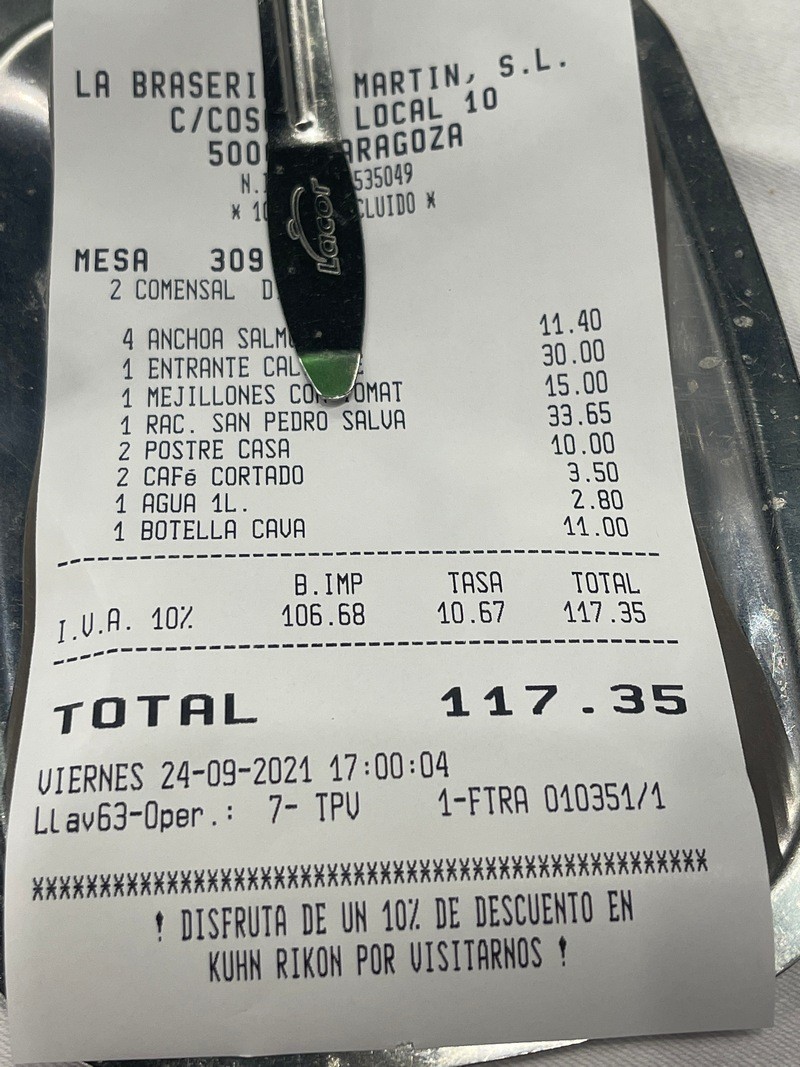 LA BRASERI MARTIN, S.L.
C/COS LOCAL 10
500 ARAGOZA
N. 535049
* 10 CLUIDO *
Lacor
MESA 309
2 COMENSAL D
4 ANCHOA SALM 11.40
1 ENTRANTE CAL E 30.00
1 MEJILLONES CON TOMAT 15.00
1 RAC. SAN PEDRO SALVA 33.65
2 POSTRE CASA 10.00
2 CAFé CORTADO 3.50
1 AGUA 1L. 2.80
1 BOTELLA CAVA 11.00
B.IMP TASA TOTAL
I.V.A. 10% 106.68 10.67 117.35
TOTAL 117.35
VIERNES 24-09-2021 17:00:04
Llav63-Oper.: 7- TPV 1-FTRA 010351/1
! DISFRUTA DE UN 10% DE DESCUENTO EN
KUHN RIKON POR VISITARNOS !